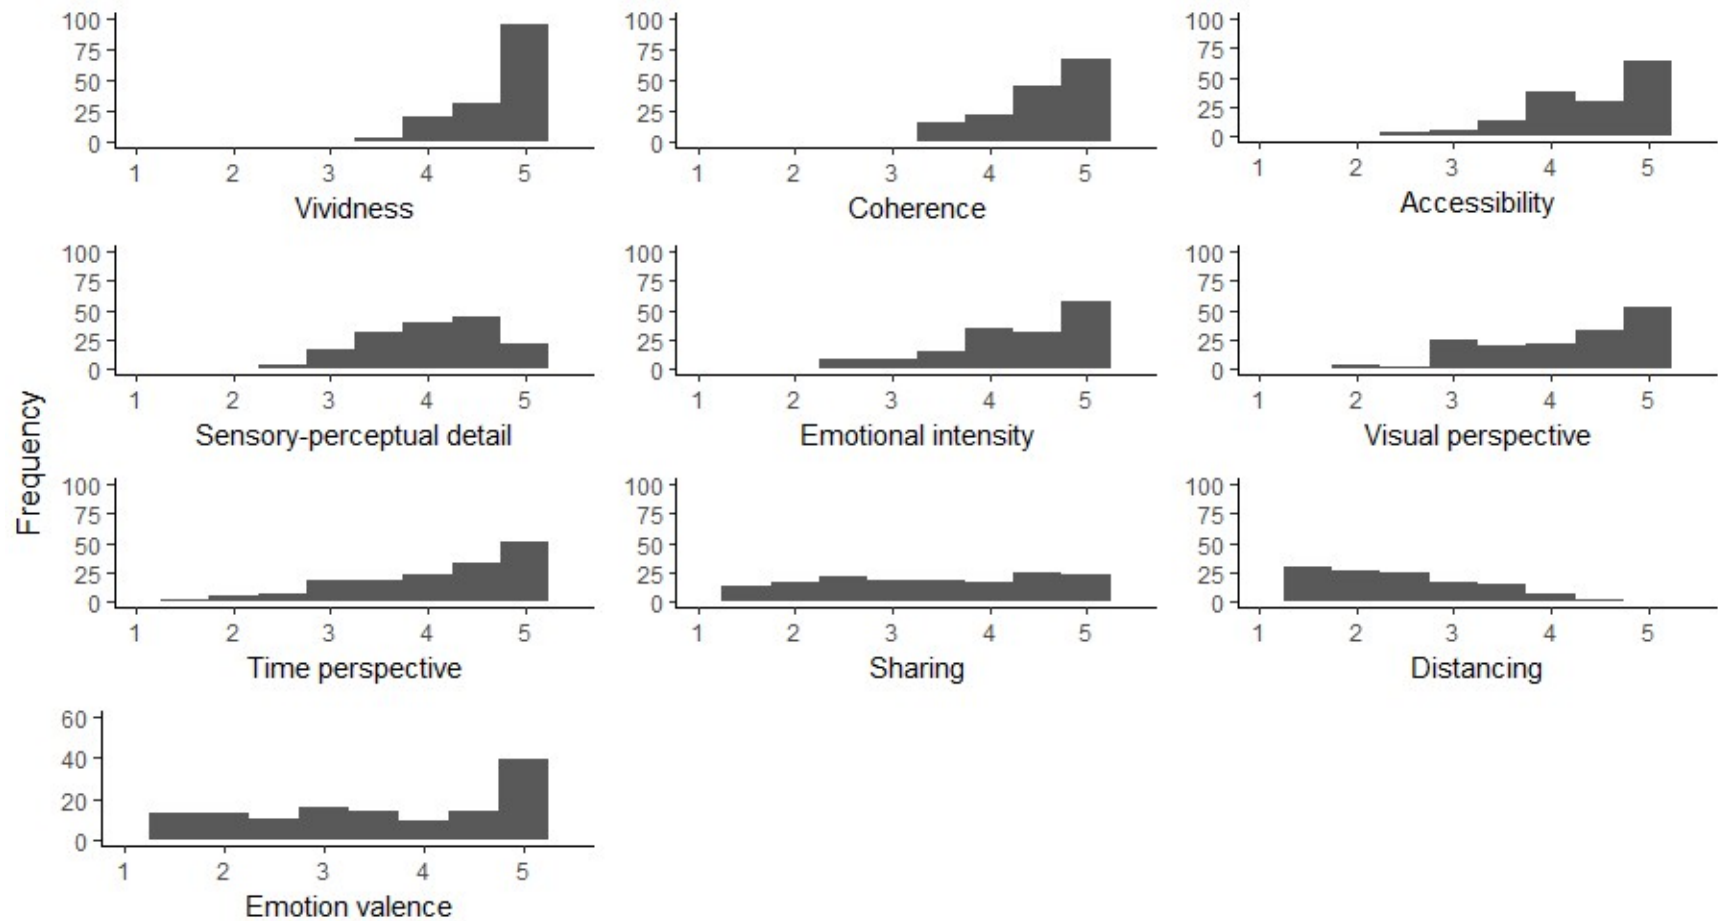 Frequency
100
75
50
25
0
1 2 3 4 5
Vividness
100
75
50
25
0
1 2 3 4 5
Coherence
100
75
50
25
0
1 2 3 4 5
Accessibility
100
75
50
25
0
1 2 3 4 5
Sensory-perceptual detail
100
75
50
25
0
1 2 3 4 5
Emotional intensity
100
75
50
25
0
1 2 3 4 5
Visual perspective
100
75
50
25
0
1 2 3 4 5
Time perspective
100
75
50
25
0
1 2 3 4 5
Sharing
100
75
50
25
0
1 2 3 4 5
Distancing
60
40
20
0
1 2 3 4 5
Emotion valence